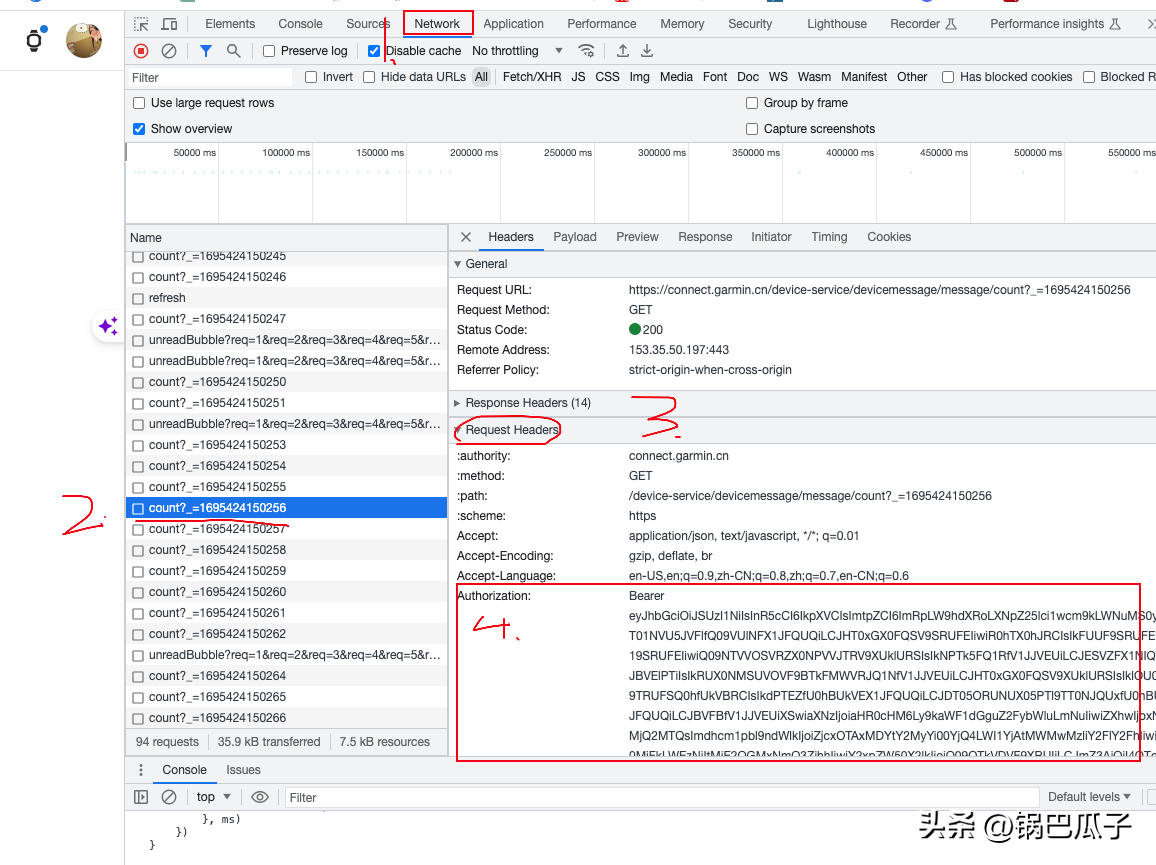 Elements Console Sources Network Application Performance Memory Security Lighthouse Recorder Performance insights
Preserve log Disable cache No throttling
Filter Invert Hide data URLs All Fetch/XHR JS CSS Img Media Font Doc WS Wasm Manifest Other Has blocked cookies Blocked R
Use large request rows Group by frame
Show overview Capture screenshots
50000 ms 100000 ms 150000 ms 200000 ms 250000 ms 300000 ms 350000 ms 400000 ms 450000 ms 500000 ms 550000 ms
1.
Name
count?_=1695424150245
count?_=1695424150246
refresh
count?_=1695424150247
unreadBubble?req=1&req=2&req=3&req=4&req=5&r...
unreadBubble?req=1&req=2&req=3&req=4&req=5&r...
count?_=1695424150250
count?_=1695424150251
unreadBubble?req=1&req=2&req=3&req=4&req=5&r...
count?_=1695424150253
count?_=1695424150254
count?_=1695424150255
count?_=1695424150256
count?_=1695424150257
count?_=1695424150258
count?_=1695424150259
count?_=1695424150260
count?_=1695424150261
count?_=1695424150262
unreadBubble?req=1&req=2&req=3&req=4&req=5&r...
count?_=1695424150264
count?_=1695424150265
count?_=1695424150266
94 requests 35.9 kB transferred 7.5 kB resources
2.
Headers Payload Preview Response Initiator Timing Cookies
General
Request URL: https://connect.garmin.cn/device-service/devicemessage/message/count?_=1695424150256
Request Method: GET
Status Code: 200
Remote Address: 153.35.50.197:443
Referrer Policy: strict-origin-when-cross-origin
Response Headers (14)
3.
Request Headers
:authority: connect.garmin.cn
:method: GET
:path: /device-service/devicemessage/message/count?_=1695424150256
:scheme: https
Accept: application/json, text/javascript, */*; q=0.01
Accept-Encoding: gzip, deflate, br
Accept-Language: en-US,en;q=0.9,zh-CN;q=0.8,zh;q=0.7,en-CN;q=0.6
Authorization: Bearer
4.
Console Issues
top Filter Default levels
}, ms)
})
}
头条 @锅巴瓜子